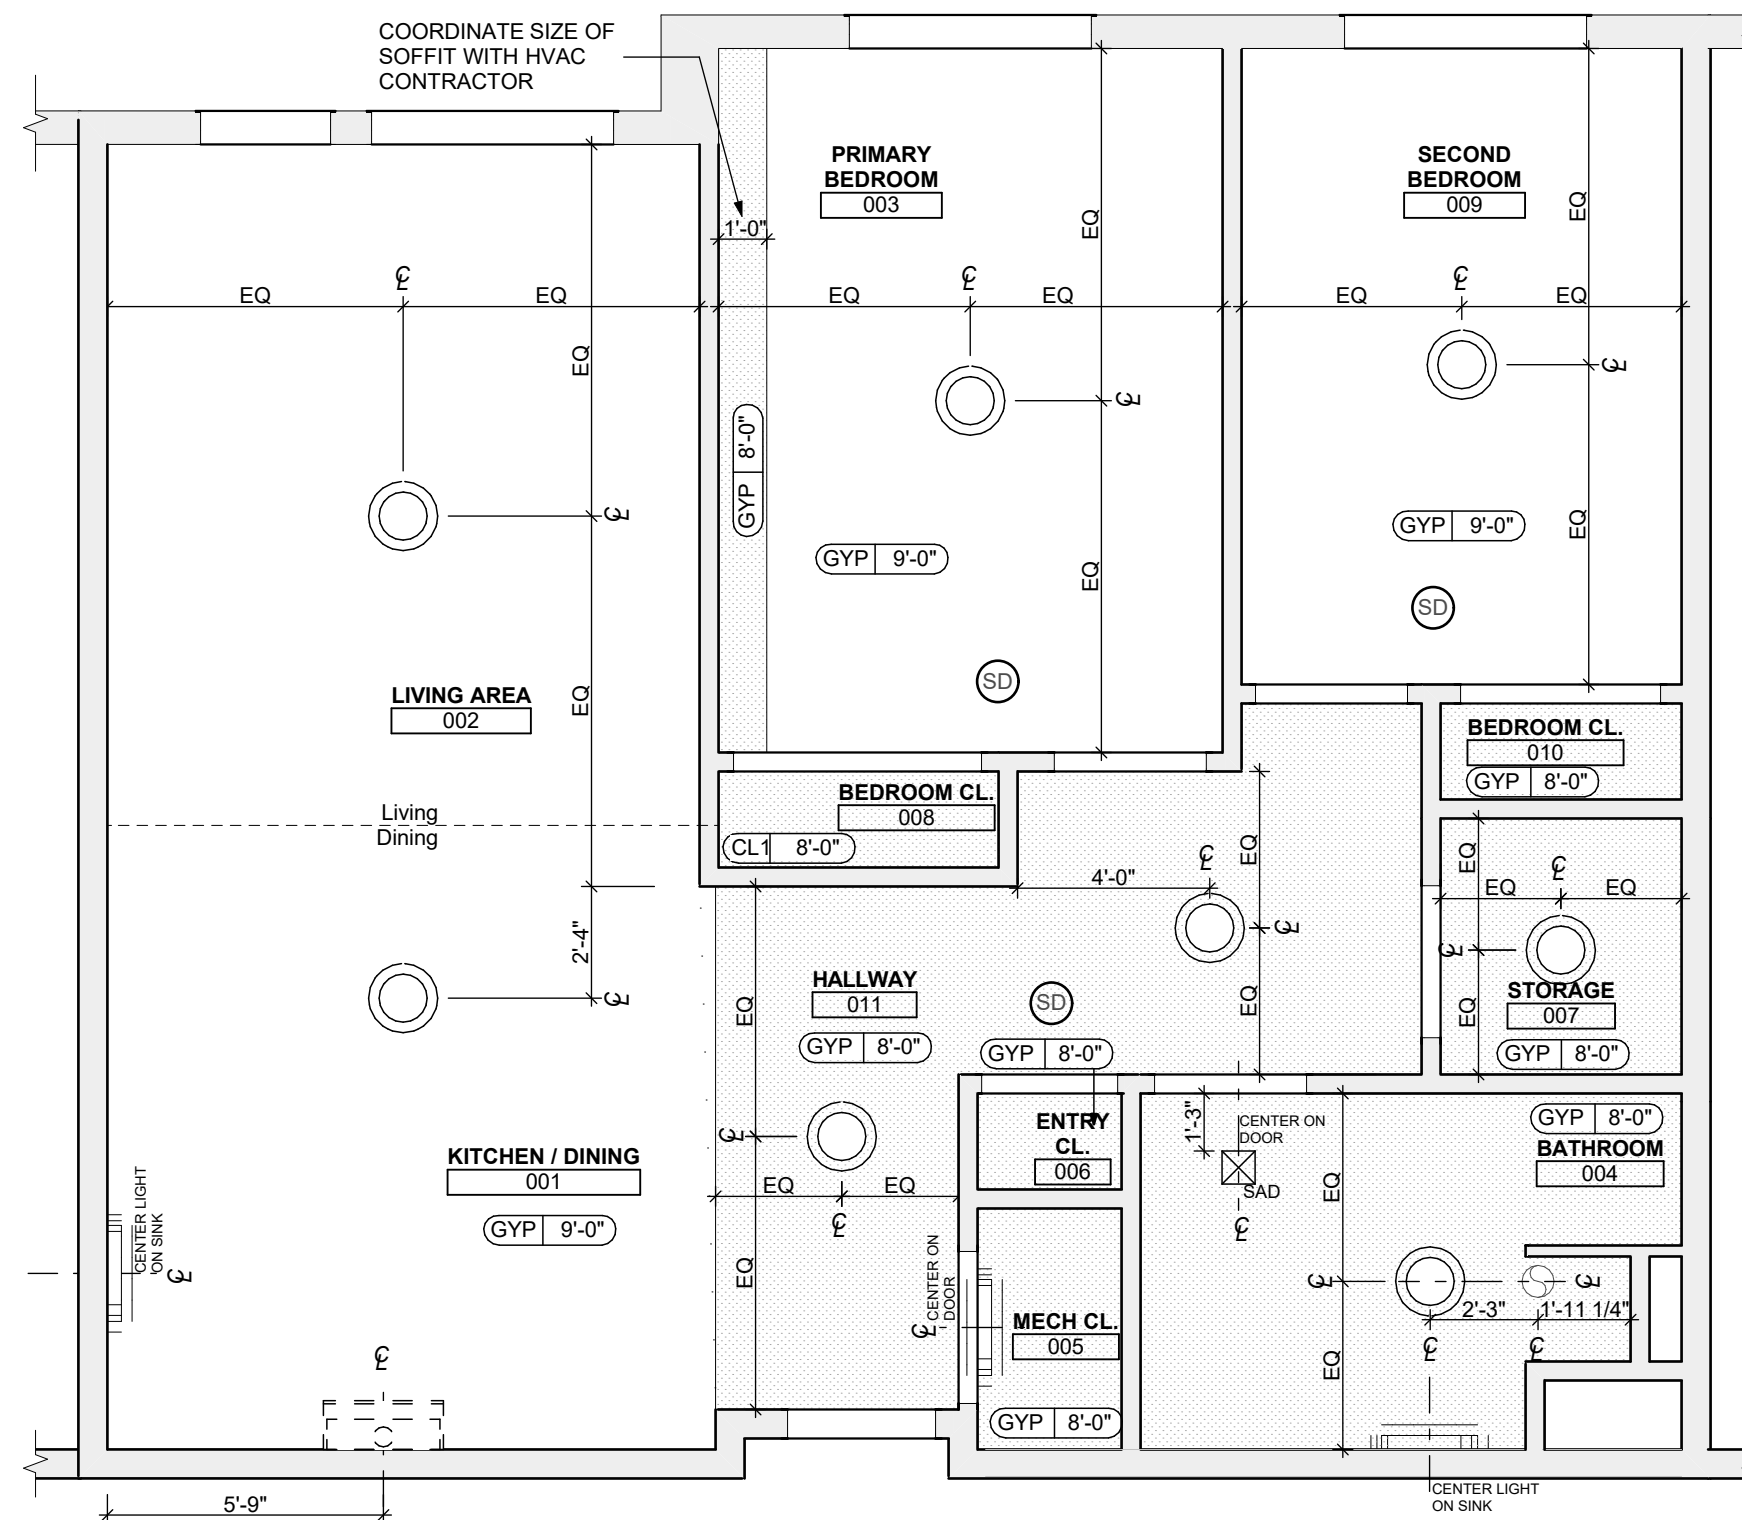 COORDINATE SIZE OF
SOFFIT WITH HVAC
CONTRACTOR
PRIMARY
BEDROOM
003
SECOND
BEDROOM
009
EQ
EQ
1'-0"
EQ
EQ
EQ
EQ
EQ
EQ
℄
℄
℄
EQ
℄
℄
GYP 8'-0"
℄
GYP 9'-0"
GYP 9'-0"
EQ
EQ
SD
SD
LIVING AREA
002
EQ
BEDROOM CL.
010
GYP 8'-0"
BEDROOM CL.
008
CL1 8'-0"
Living
Dining
2'-4"
4'-0"
℄
℄
EQ
EQ
℄
EQ
EQ
EQ
℄
℄
EQ
STORAGE
007
GYP 8'-0"
HALLWAY
011
GYP 8'-0"
SD
GYP 8'-0"
EQ
EQ
℄
℄
EQ
EQ
℄
EQ
ENTRY
CL.
006
1'-3"
CENTER ON
DOOR
SAD
℄
GYP 8'-0"
BATHROOM
004
EQ
KITCHEN / DINING
001
GYP 9'-0"
CENTER LIGHT
ON SINK
℄
CENTER ON
DOOR
℄
MECH CL.
005
GYP 8'-0"
℄
℄
2'-3"
1'-11 1/4"
℄
℄
EQ
℄
5'-9"
CENTER LIGHT
ON SINK